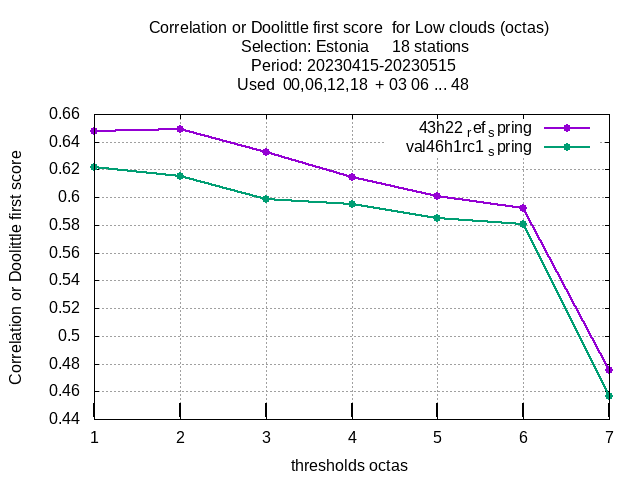 Correlation or Doolittle first score  for Low clouds (octas)
Selection: Estonia     18 stations
Period: 20230415-20230515
Used  00,06,12,18  + 03 06 ... 48
43h22 ref spring
val46h1rc1 spring
Correlation or Doolittle first score
0.66
0.64
0.62
0.6
0.58
0.56
0.54
0.52
0.5
0.48
0.46
0.44
1 2 3 4 5 6 7
thresholds octas